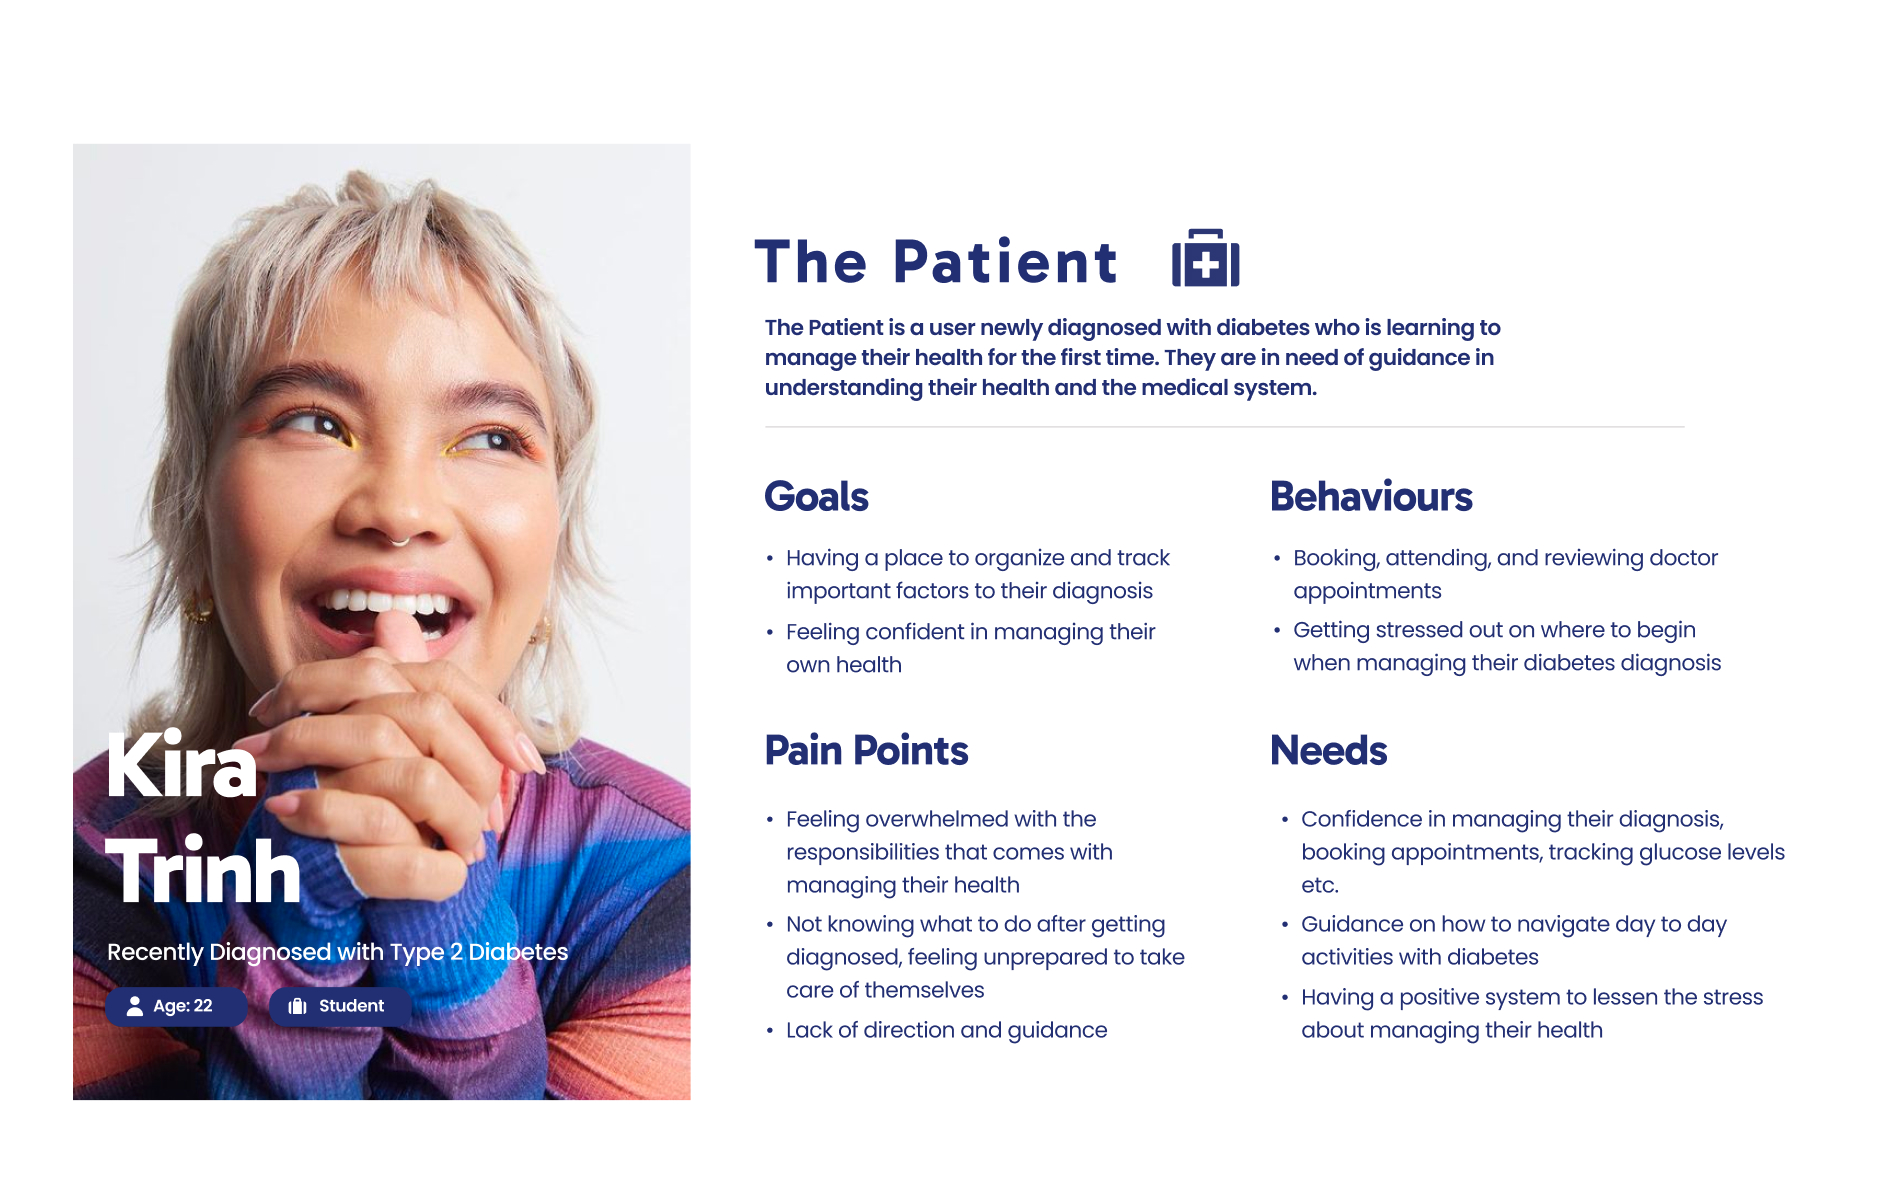 Kira
Trinh
Recently Diagnosed with Type 2 Diabetes
Age: 22
Student
The Patient
The Patient is a user newly diagnosed with diabetes who is learning to
manage their health for the first time. They are in need of guidance in
understanding their health and the medical system.
Goals
• Having a place to organize and track
important factors to their diagnosis
• Feeling confident in managing their
own health
Behaviours
• Booking, attending, and reviewing doctor
appointments
• Getting stressed out on where to begin
when managing their diabetes diagnosis
Pain Points
• Feeling overwhelmed with the
responsibilities that comes with
managing their health
• Not knowing what to do after getting
diagnosed, feeling unprepared to take
care of themselves
• Lack of direction and guidance
Needs
• Confidence in managing their diagnosis,
booking appointments, tracking glucose levels
etc.
• Guidance on how to navigate day to day
activities with diabetes
• Having a positive system to lessen the stress
about managing their health